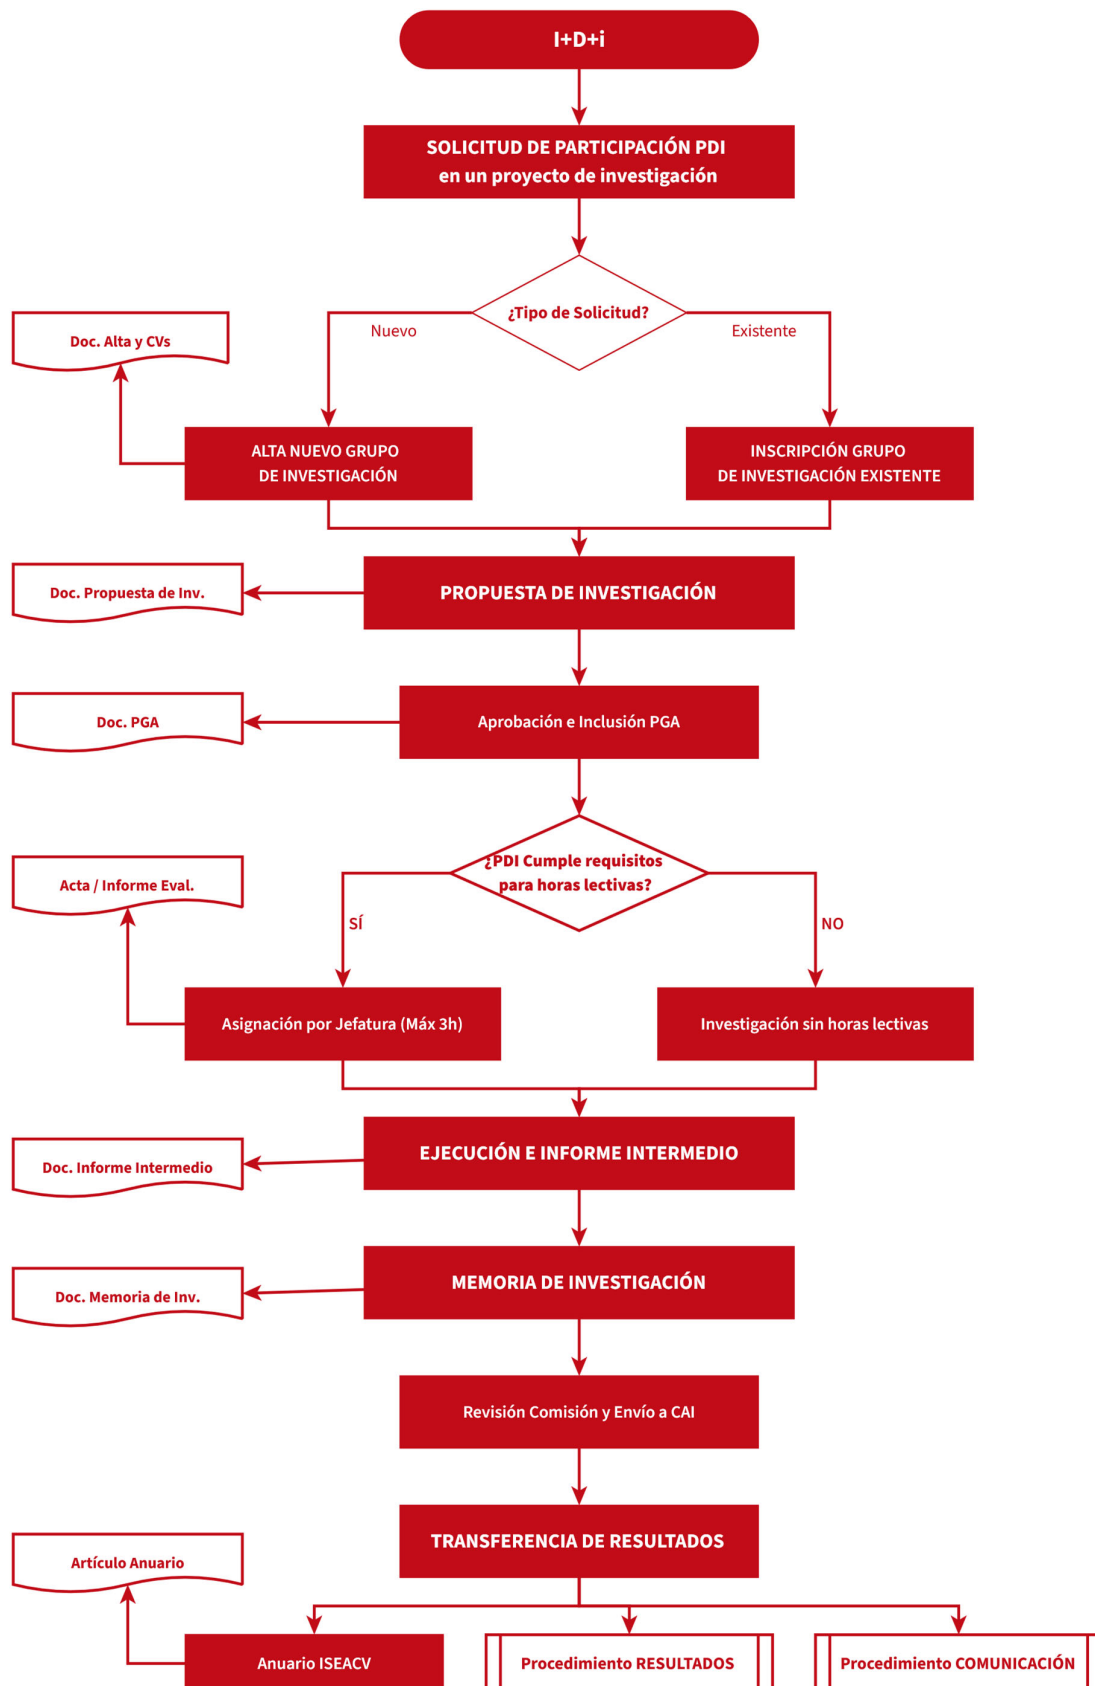 I+D+i
SOLICITUD DE PARTICIPACIÓN PDI
en un proyecto de investigación
¿Tipo de Solicitud?
Nuevo
Existente
Doc. Alta y CVs
ALTA NUEVO GRUPO
DE INVESTIGACIÓN
INSCRIPCIÓN GRUPO
DE INVESTIGACIÓN EXISTENTE
Doc. Propuesta de Inv.
PROPUESTA DE INVESTIGACIÓN
Doc. PGA
Aprobación e Inclusión PGA
¿PDI Cumple requisitos
para horas lectivas?
Acta / Informe Eval.
SÍ
NO
Asignación por Jefatura (Máx 3h)
Investigación sin horas lectivas
EJECUCIÓN E INFORME INTERMEDIO
Doc. Informe Intermedio
MEMORIA DE INVESTIGACIÓN
Doc. Memoria de Inv.
Revisión Comisión y Envío a CAI
TRANSFERENCIA DE RESULTADOS
Artículo Anuario
Anuario ISEACV
Procedimiento RESULTADOS
Procedimiento COMUNICACIÓN